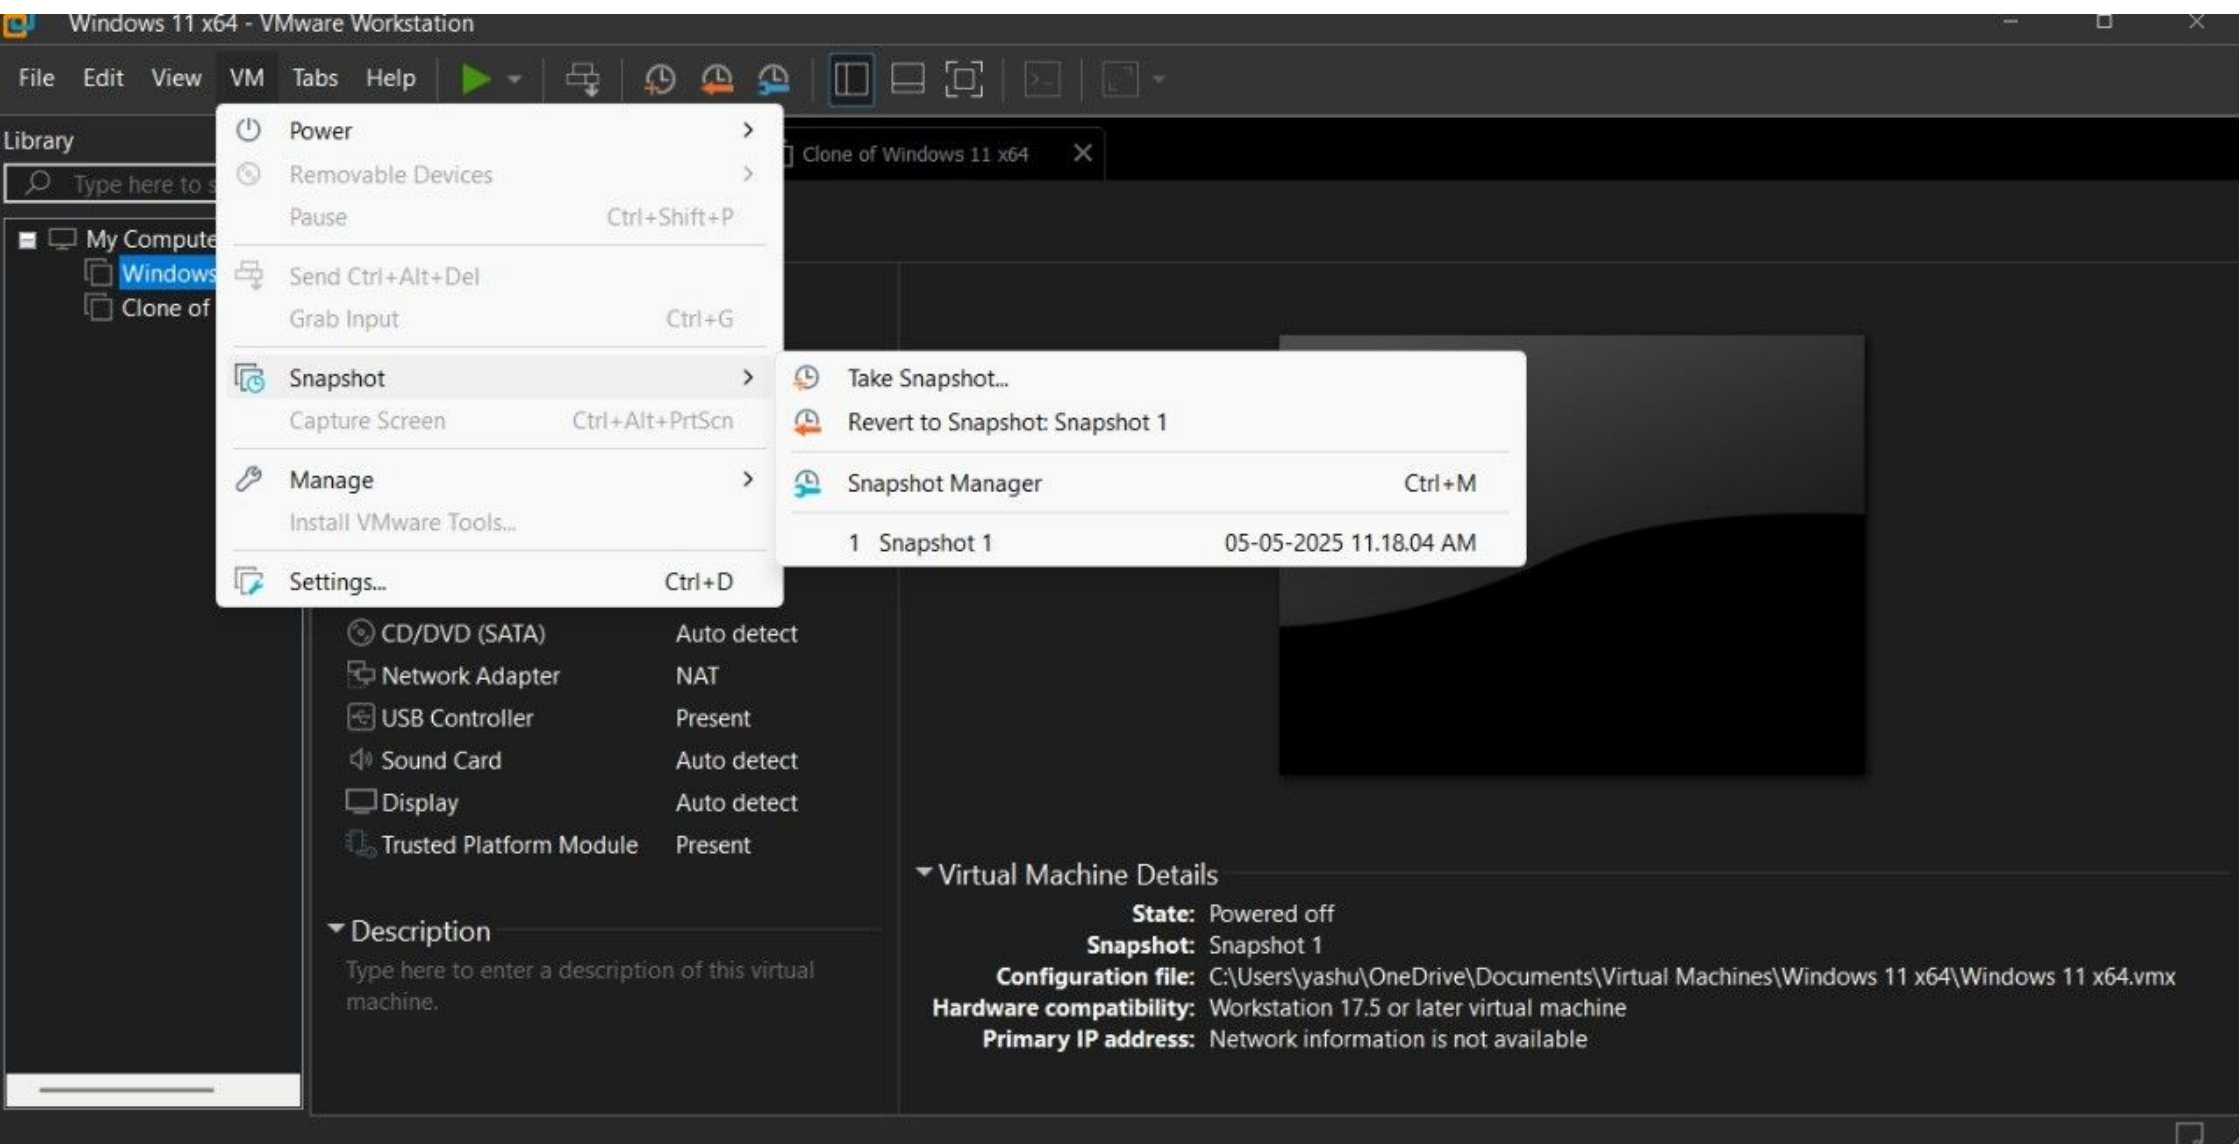 Windows 11 x64 - VMware Workstation
File Edit View VM Tabs Help
Library
Type here to s
My Compute
Windows
Clone of
Clone of Windows 11 x64
Power
Removable Devices
Pause Ctrl+Shift+P
Send Ctrl+Alt+Del
Grab Input Ctrl+G
Snapshot
Capture Screen Ctrl+Alt+PrtScn
Manage
Install VMware Tools...
Settings... Ctrl+D
Take Snapshot...
Revert to Snapshot: Snapshot 1
Snapshot Manager Ctrl+M
1 Snapshot 1 05-05-2025 11.18.04 AM
CD/DVD (SATA) Auto detect
Network Adapter NAT
USB Controller Present
Sound Card Auto detect
Display Auto detect
Trusted Platform Module Present
Description
Type here to enter a description of this virtual
machine.
Virtual Machine Details
State: Powered off
Snapshot: Snapshot 1
Configuration file: C:\Users\yashu\OneDrive\Documents\Virtual Machines\Windows 11 x64\Windows 11 x64.vmx
Hardware compatibility: Workstation 17.5 or later virtual machine
Primary IP address: Network information is not available